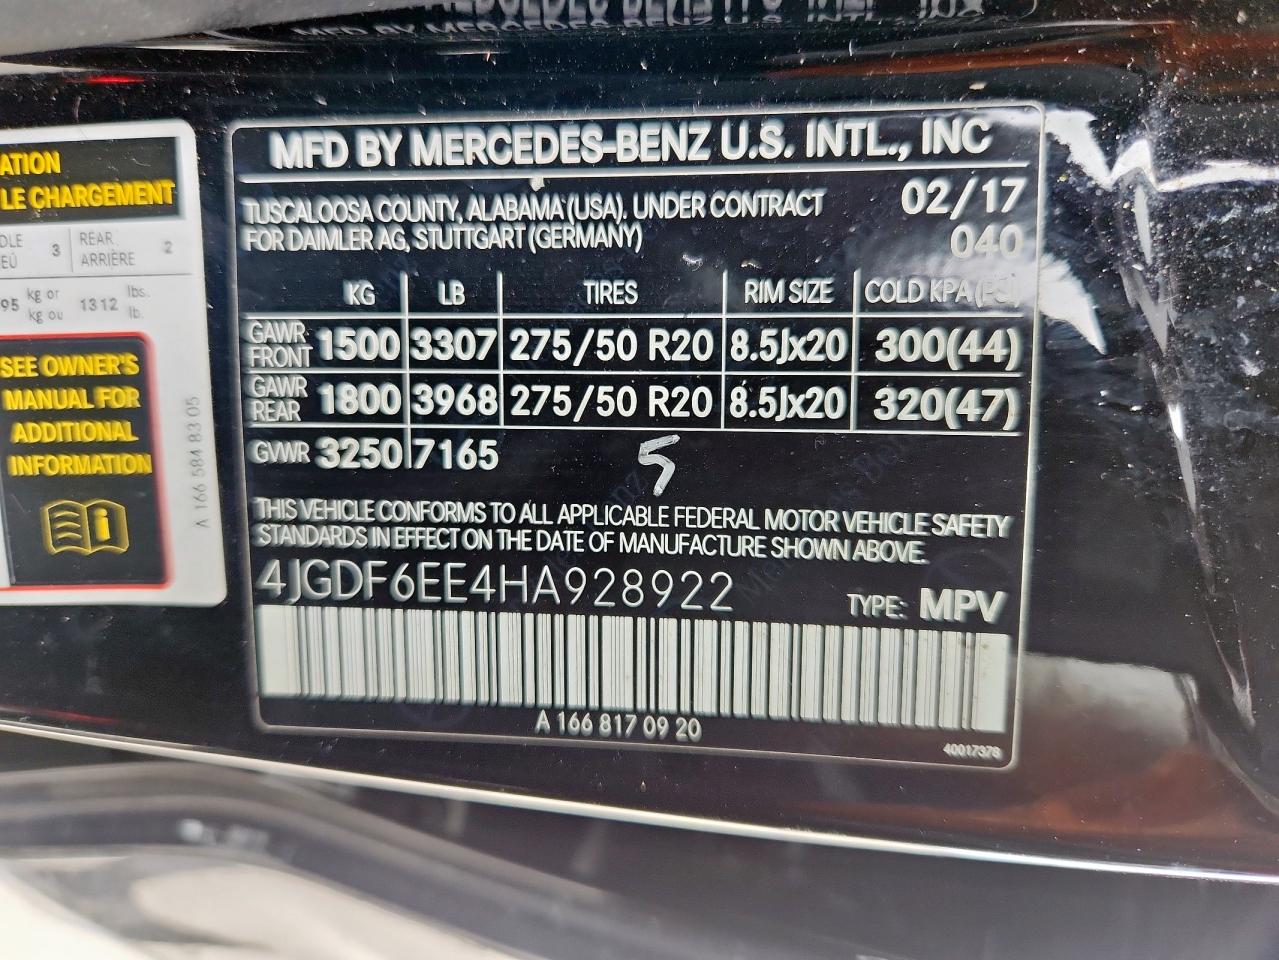 ATION
LE CHARGEMENT
DLE
EÛ
3
REAR
ARRIÈRE
2
95 kg or 1312 lbs.
kg ou lb.
SEE OWNER'S
MANUAL FOR
ADDITIONAL
INFORMATION
A 166 584 83 05
MFD BY MERCEDES-BENZ U.S. INTL., INC
TUSCALOOSA COUNTY, ALABAMA (USA). UNDER CONTRACT 02/17
FOR DAIMLER AG, STUTTGART (GERMANY) 040
KG LB TIRES RIM SIZE COLD KPA (PSI)
GAWR FRONT 1500 3307 275/50 R20 8.5Jx20 300(44)
GAWR REAR 1800 3968 275/50 R20 8.5Jx20 320(47)
GVWR 3250 7165
5
THIS VEHICLE CONFORMS TO ALL APPLICABLE FEDERAL MOTOR VEHICLE SAFETY
STANDARDS IN EFFECT ON THE DATE OF MANUFACTURE SHOWN ABOVE.
4JGDF6EE4HA928922 TYPE: MPV
A 166 817 09 20
40017378